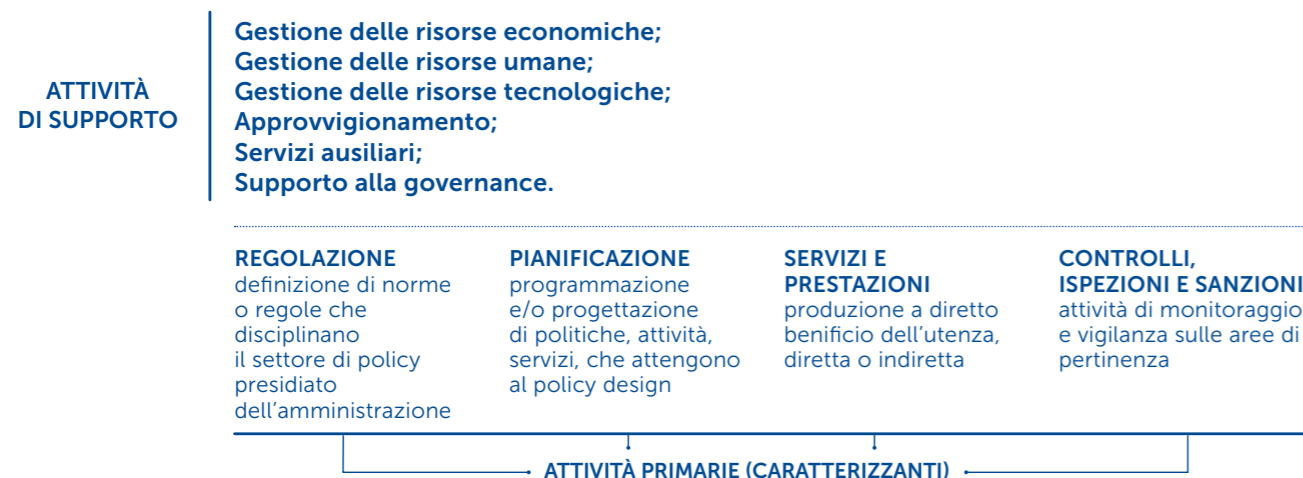 ATTIVITÀ
DI SUPPORTO
Gestione delle risorse economiche;
Gestione delle risorse umane;
Gestione delle risorse tecnologiche;
Approvvigionamento;
Servizi ausiliari;
Supporto alla governance.
REGOLAZIONE
definizione di norme
o regole che
disciplinano
il settore di policy
presidiato
dell'amministrazione
PIANIFICAZIONE
programmazione
e/o progettazione
di politiche, attività,
servizi, che attengono
al policy design
SERVIZI E
PRESTAZIONI
produzione a diretto
benificio dell'utenza,
diretta o indiretta
CONTROLLI,
ISPEZIONI E SANZIONI
attività di monitoraggio
e vigilanza sulle aree di
pertinenza
ATTIVITÀ PRIMARIE (CARATTERIZZANTI)